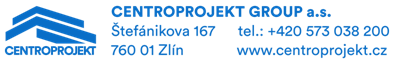 CENTROPROJEKT
CENTROPROJEKT GROUP a.s.
Štefánikova 167 tel.: +420 573 038 200
760 01 Zlín www.centroprojekt.cz